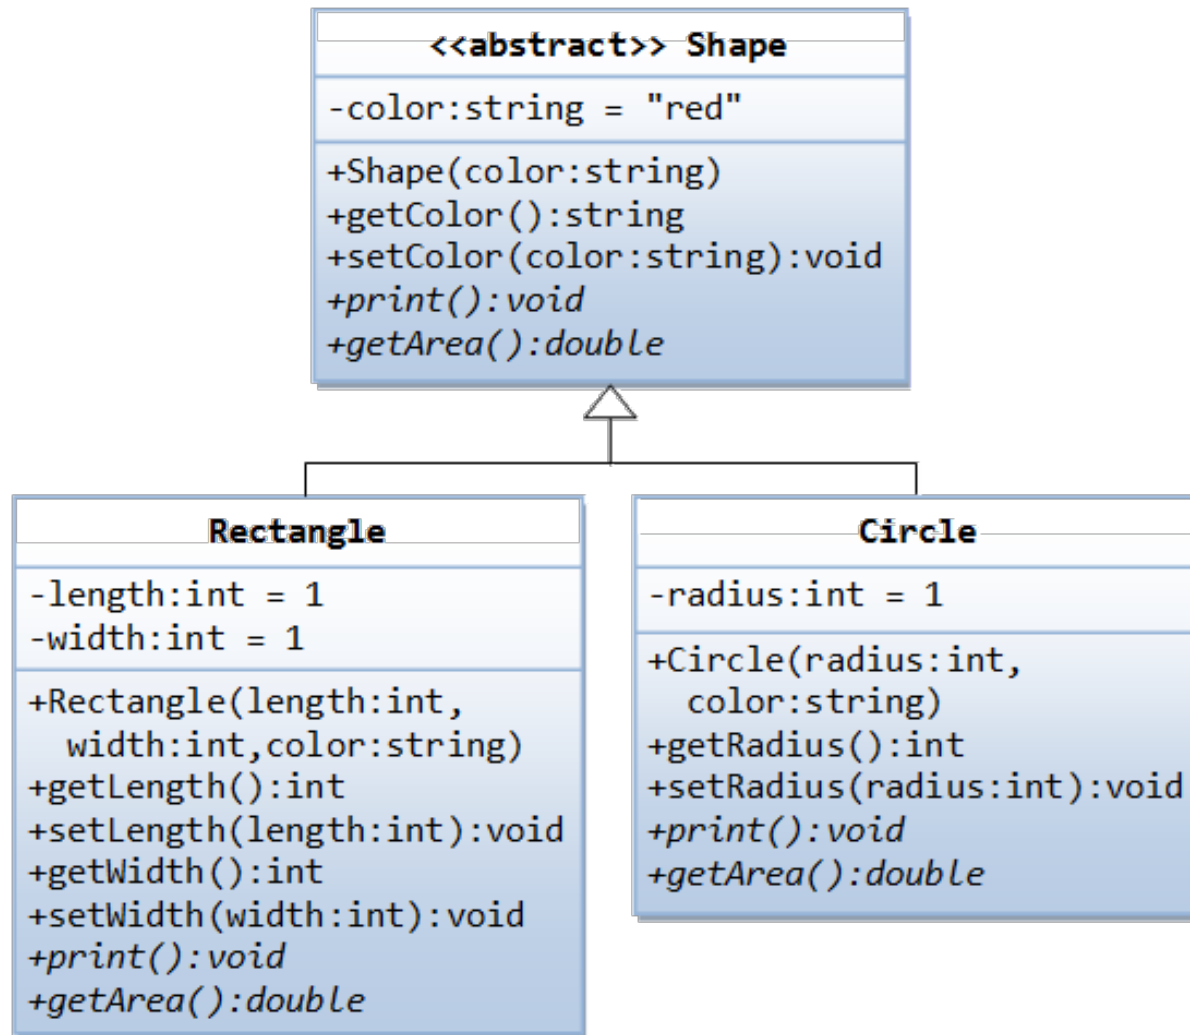 <<abstract>> Shape
-color:string = "red"
+Shape(color:string)
+getColor():string
+setColor(color:string):void
+print():void
+getArea():double
Rectangle
-length:int = 1
-width:int = 1
+Rectangle(length:int,
width:int,color:string)
+getLength():int
+setLength(length:int):void
+getWidth():int
+setWidth(width:int):void
+print():void
+getArea():double
Circle
-radius:int = 1
+Circle(radius:int,
color:string)
+getRadius():int
+setRadius(radius:int):void
+print():void
+getArea():double